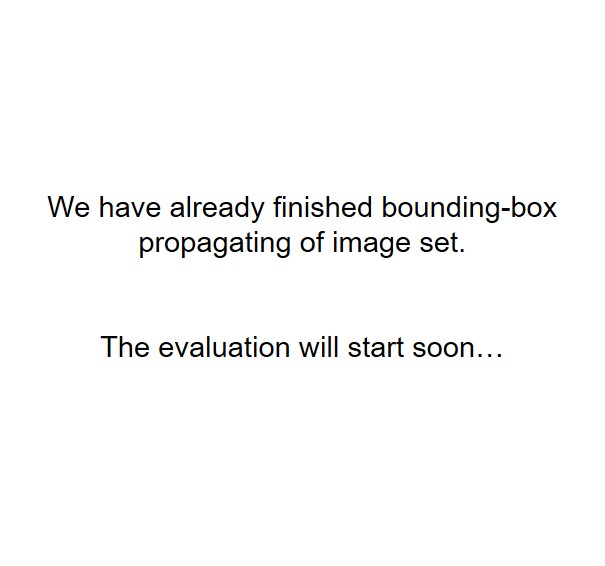 We have already finished bounding-box
propagating of image set.
The evaluation will start soon…